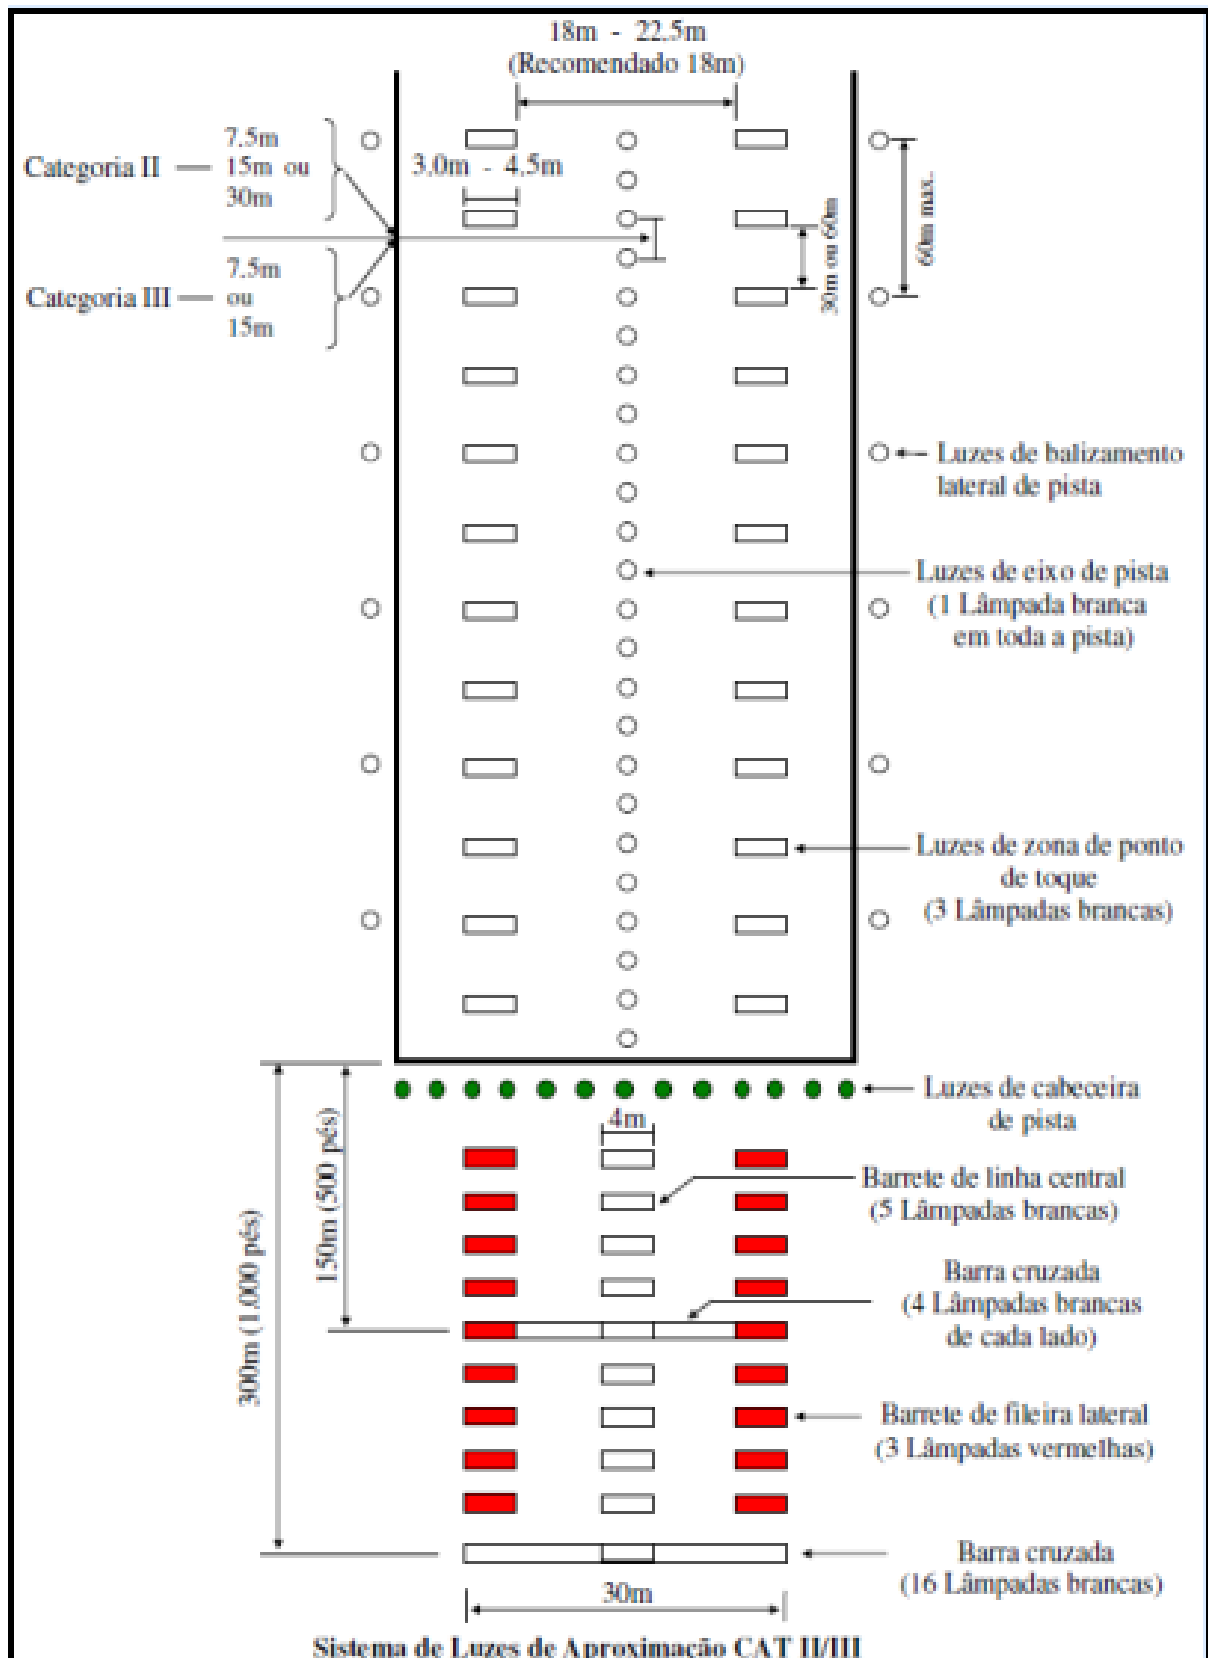 18m - 22.5m
(Recomendado 18m)
Categoria II
7.5m
15m ou
30m
3.0m - 4.5m
30m ou 60m
60m max.
Categoria III
7.5m
ou
15m
Luzes de balizamento
lateral de pista
Luzes de eixo de pista
(1 Lâmpada branca
em toda a pista)
Luzes de zona de ponto
de toque
(3 Lâmpadas brancas)
Luzes de cabeceira
de pista
4m
150m (500 pés)
300m (1.000 pés)
Barrete de linha central
(5 Lâmpadas brancas)
Barra cruzada
(4 Lâmpadas brancas
de cada lado)
Barrete de fileira lateral
(3 Lâmpadas vermelhas)
Barra cruzada
(16 Lâmpadas brancas)
30m
Sistema de Luzes de Aproximação CAT II/III